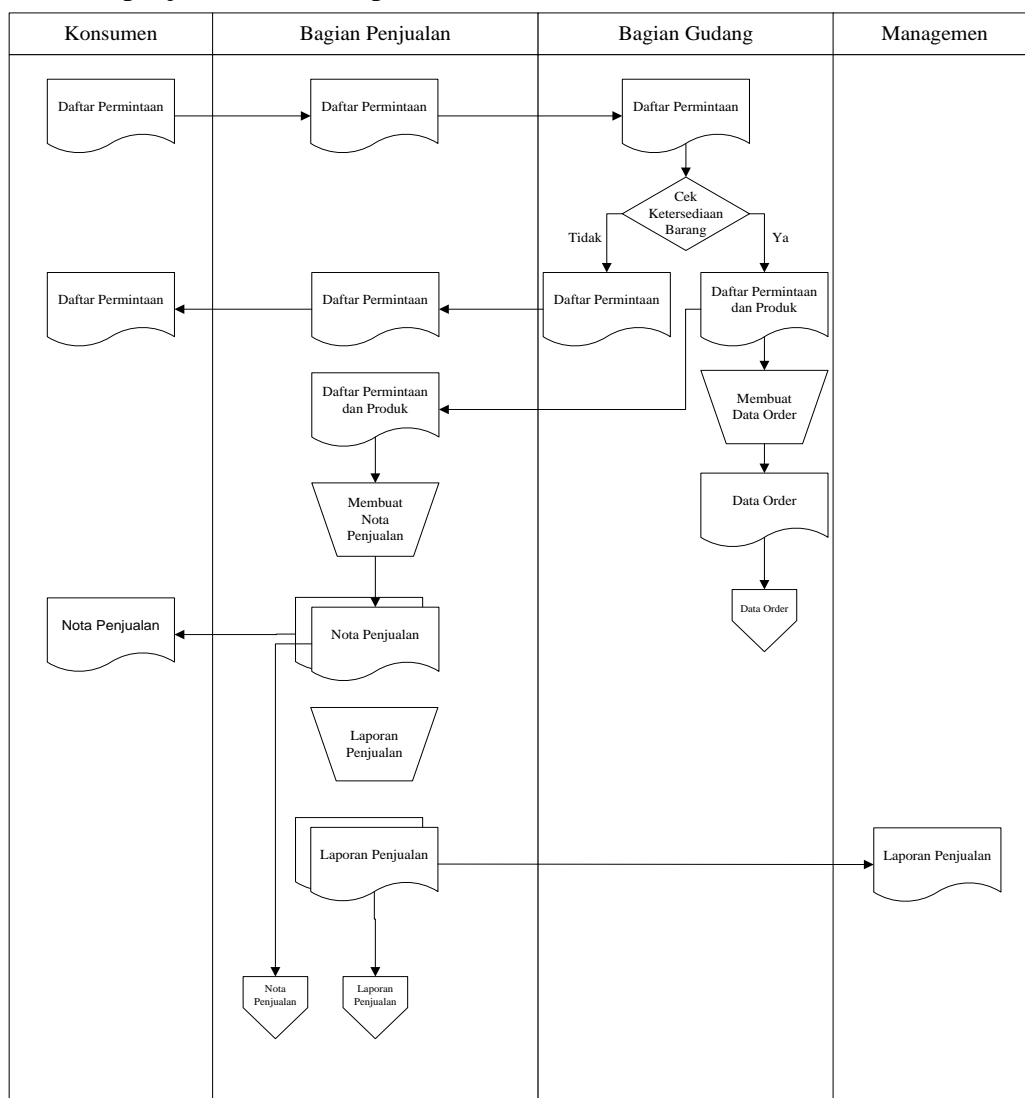 Konsumen
Bagian Penjualan
Bagian Gudang
Managemen
Daftar Permintaan
Daftar Permintaan
Daftar Permintaan
Cek
Ketersediaan
Barang
Tidak
Ya
Daftar Permintaan
Daftar Permintaan
Daftar Permintaan
Daftar Permintaan
dan Produk
Daftar Permintaan
dan Produk
Membuat
Data Order
Membuat
Nota
Penjualan
Data Order
Data Order
Nota Penjualan
Nota Penjualan
Laporan
Penjualan
Laporan Penjualan
Laporan Penjualan
Nota
Penjualan
Laporan
Penjualan